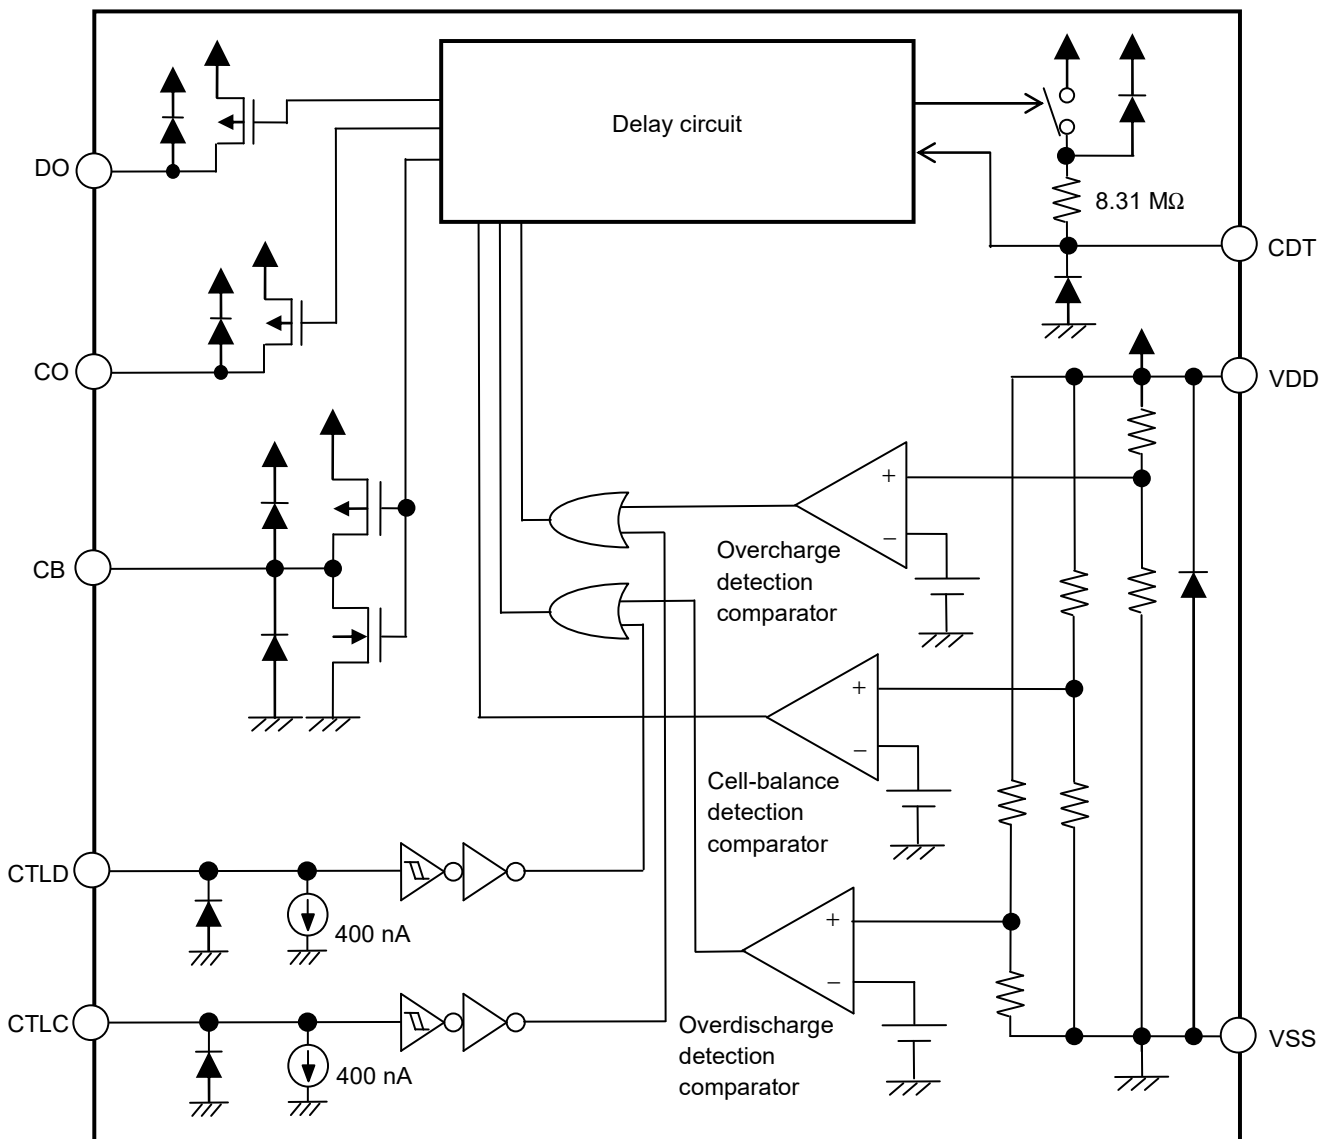 Delay circuit
DO
8.31 MΩ
CDT
CO
VDD
+
−
Overcharge
detection
comparator
CB
+
−
Cell-balance
detection
comparator
CTLD
400 nA
+
−
Overdischarge
detection
comparator
CTLC
400 nA
VSS